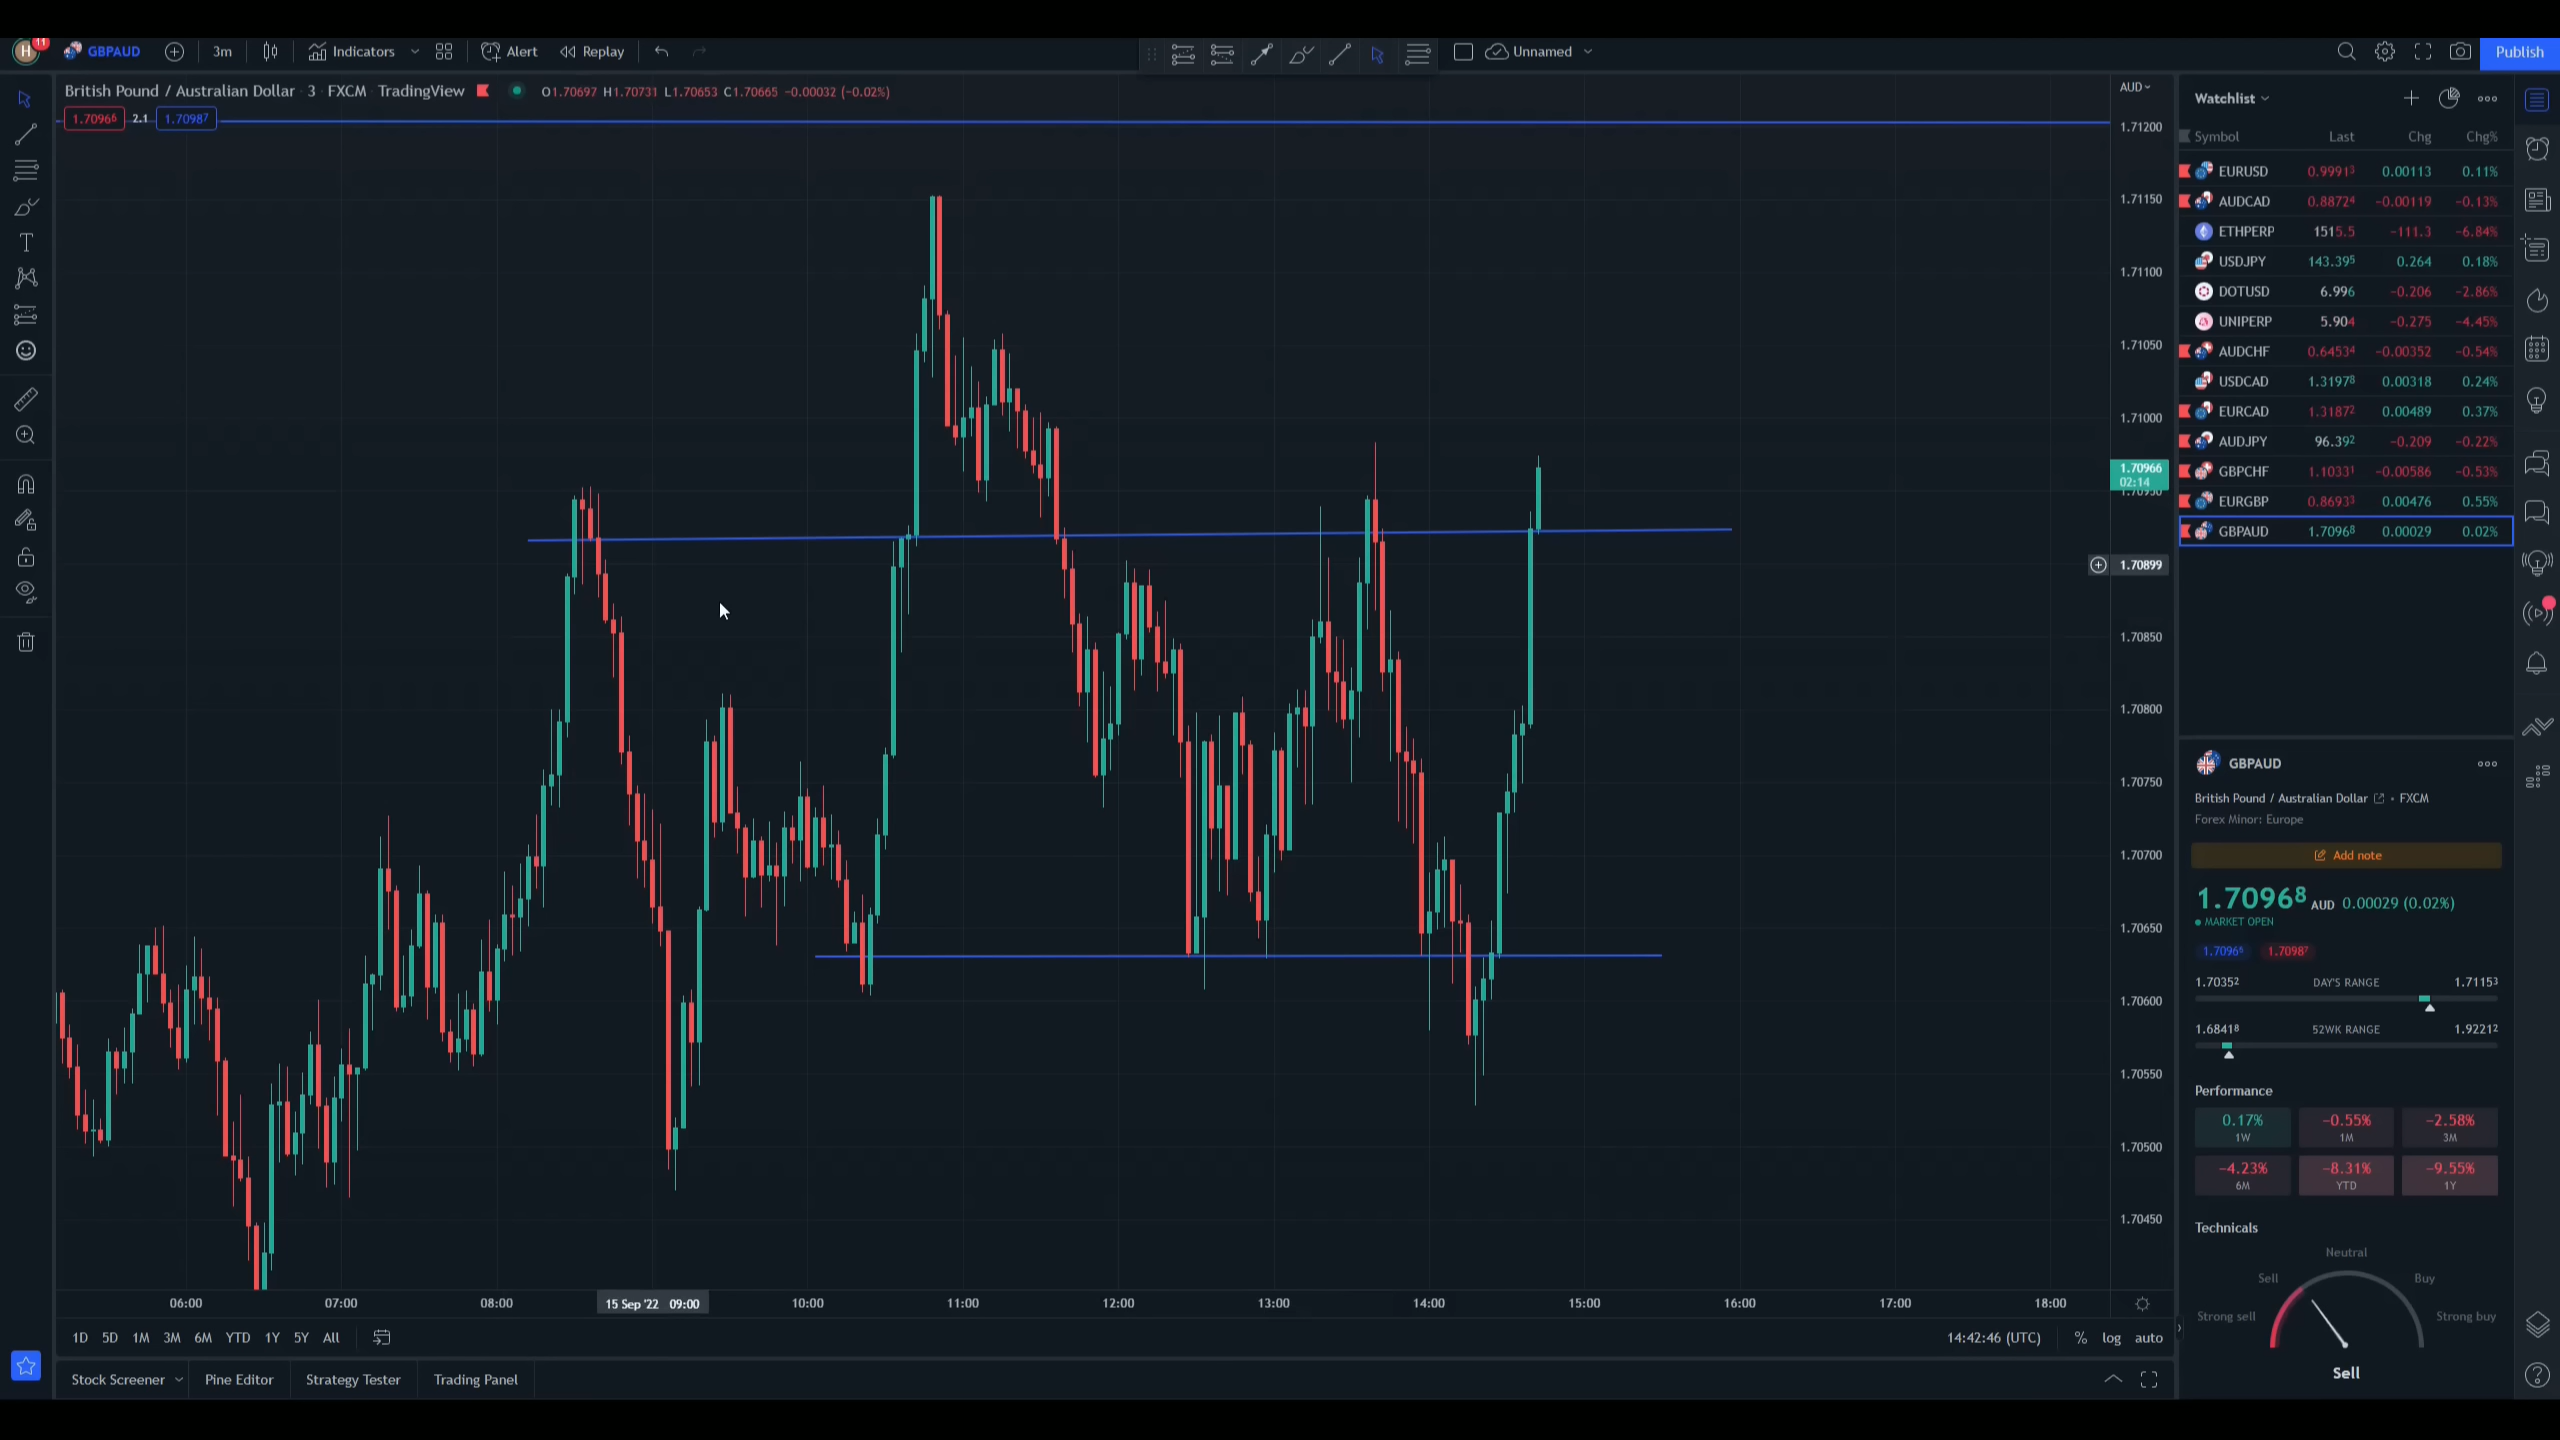 H 11 GBPAUD 3m Indicators Alert Replay Unnamed Publish
British Pound / Australian Dollar · 3 · FXCM · TradingView O1.70697 H1.70731 L1.70653 C1.70665 −0.00032 (−0.02%)
1.70966 2.1 1.70987
AUD
1.71200
1.71150
1.71100
1.71050
1.71000
1.70966
02:14
1.70950
1.70899
1.70850
1.70800
1.70750
1.70700
1.70650
1.70600
1.70550
1.70500
1.70450
06:00 07:00 08:00 15 Sep '22 09:00 10:00 11:00 12:00 13:00 14:00 15:00 16:00 17:00 18:00
1D 5D 1M 3M 6M YTD 1Y 5Y All 14:42:46 (UTC) % log auto
Stock Screener Pine Editor Strategy Tester Trading Panel
Watchlist
Symbol Last Chg Chg%
EURUSD 0.99913 0.00113 0.11%
AUDCAD 0.88724 −0.00119 −0.13%
ETHPERP 1515.5 −111.3 −6.84%
USDJPY 143.395 0.264 0.18%
DOTUSD 6.996 −0.206 −2.86%
UNIPERP 5.904 −0.275 −4.45%
AUDCHF 0.64534 −0.00352 −0.54%
USDCAD 1.31978 0.00318 0.24%
EURCAD 1.31872 0.00489 0.37%
AUDJPY 96.392 −0.209 −0.22%
GBPCHF 1.10331 −0.00586 −0.53%
EURGBP 0.86933 0.00476 0.55%
GBPAUD 1.70968 0.00029 0.02%
GBPAUD
British Pound / Australian Dollar • FXCM
Forex Minor: Europe
Add note
1.70968 AUD 0.00029 (0.02%)
MARKET OPEN
1.70966 1.70987
1.70352 DAY'S RANGE 1.71153
1.68418 52WK RANGE 1.92212
Performance
0.17% −0.55% −2.58%
1W 1M 3M
−4.23% −8.31% −9.55%
6M YTD 1Y
Technicals
Neutral
Sell Buy
Strong sell Strong buy
Sell